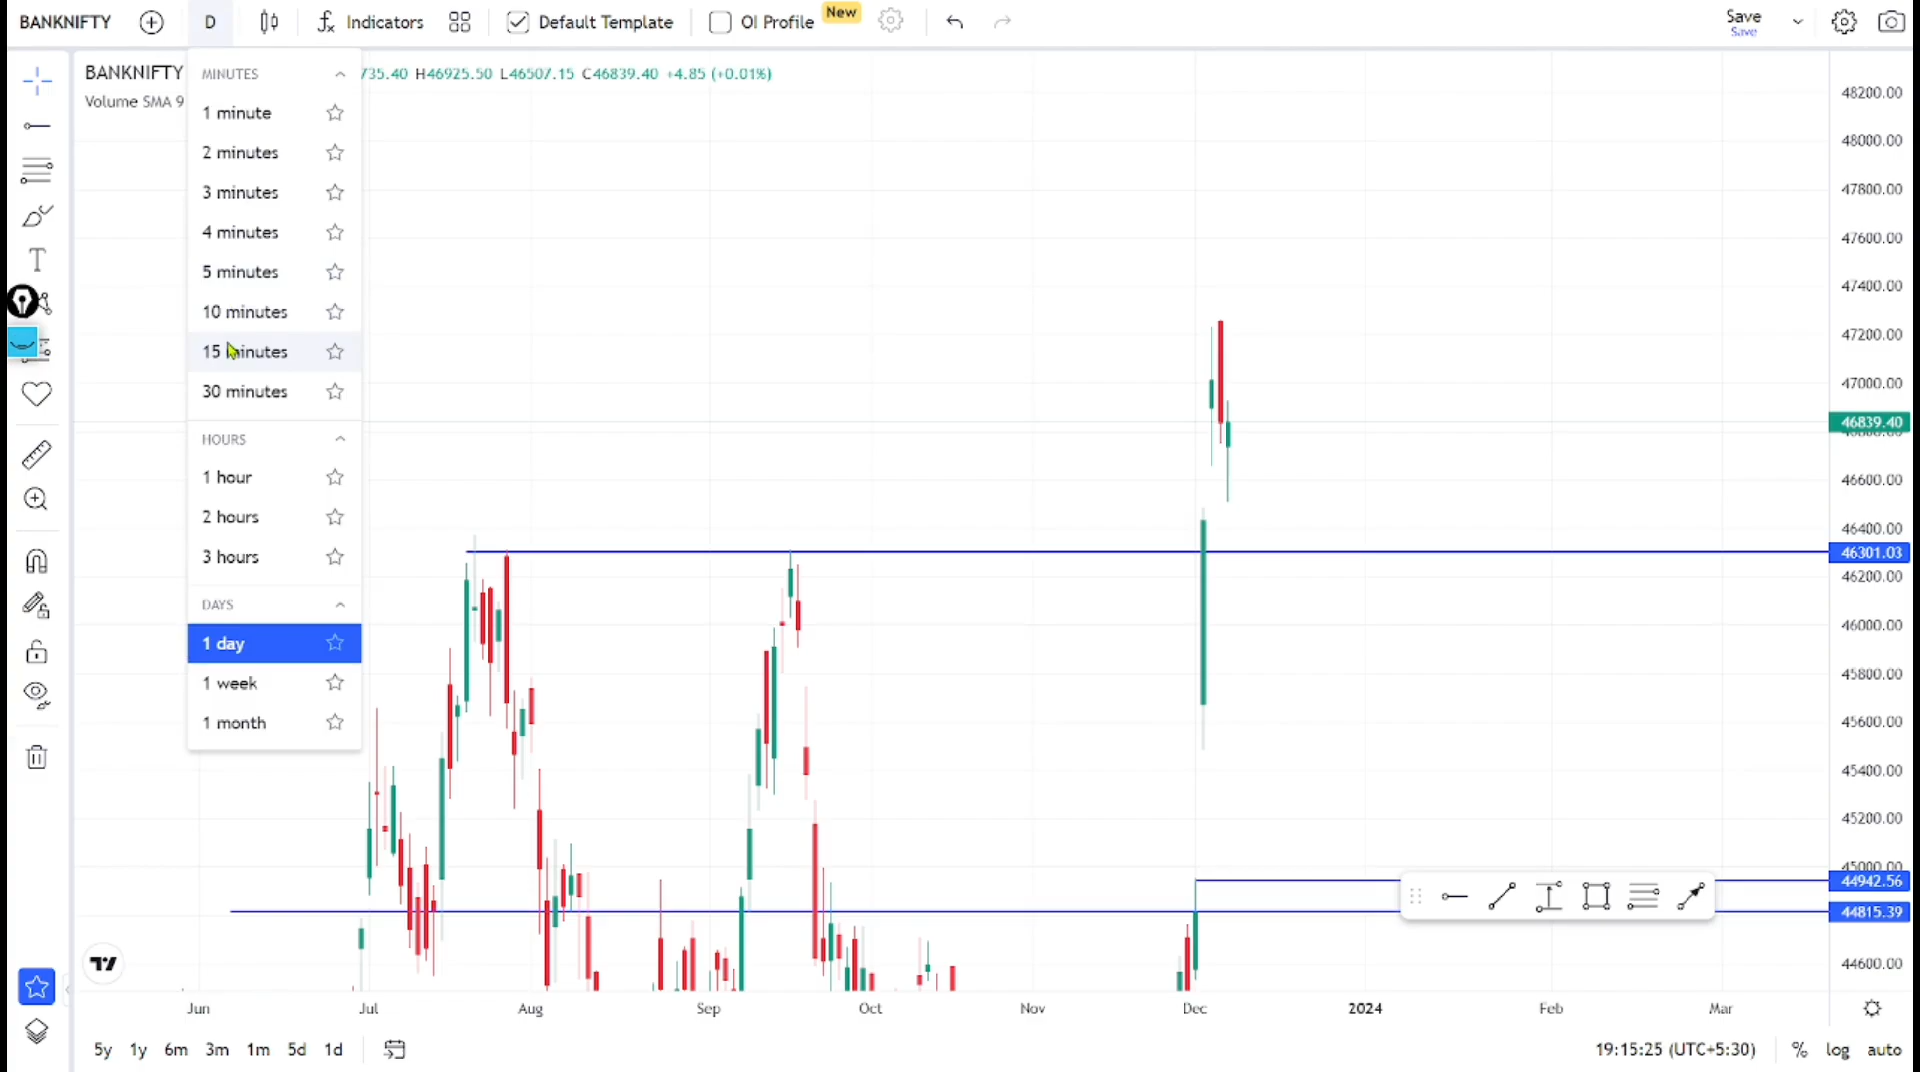 BANKNIFTY D Indicators Default Template OI Profile New Save
Save
BANKNIFTY 735.40 H46925.50 L46507.15 C46839.40 +4.85 (+0.01%)
Volume SMA 9
MINUTES
1 minute
2 minutes
3 minutes
4 minutes
5 minutes
10 minutes
15 minutes
30 minutes
HOURS
1 hour
2 hours
3 hours
DAYS
1 day
1 week
1 month
48200.00
48000.00
47800.00
47600.00
47400.00
47200.00
47000.00
46839.40
46600.00
46400.00
46301.03
46200.00
46000.00
45800.00
45600.00
45400.00
45200.00
45000.00
44942.56
44815.39
44600.00
Jun Jul Aug Sep Oct Nov Dec 2024 Feb Mar
5y 1y 6m 3m 1m 5d 1d 19:15:25 (UTC+5:30) % log auto